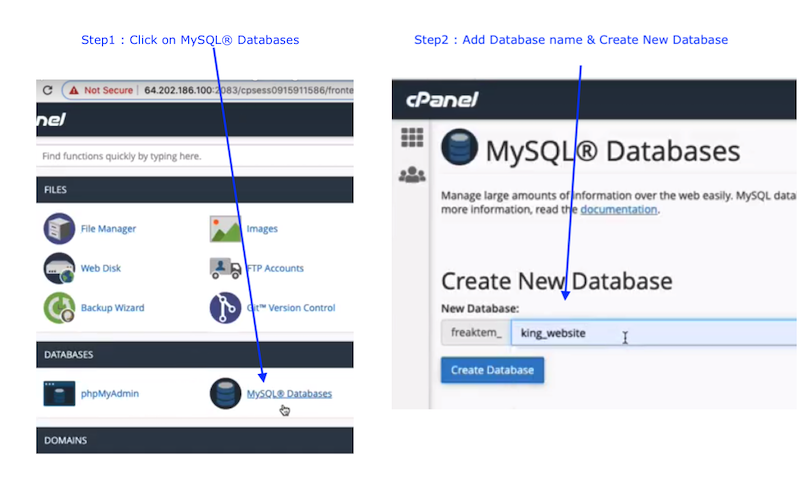 Step1 : Click on MySQL® Databases
Step2 : Add Database name & Create New Database
Not Secure | 64.202.186.100:2083/cpsess0915911586/fronte
nel
Find functions quickly by typing here.
FILES
File Manager
Images
Web Disk
FTP Accounts
Backup Wizard
Git™ Version Control
DATABASES
phpMyAdmin
MySQL® Databases
DOMAINS
cPanel
MySQL® Databases
Manage large amounts of information over the web easily. MySQL data
more information, read the documentation.
Create New Database
New Database:
freaktem_
king_website
Create Database